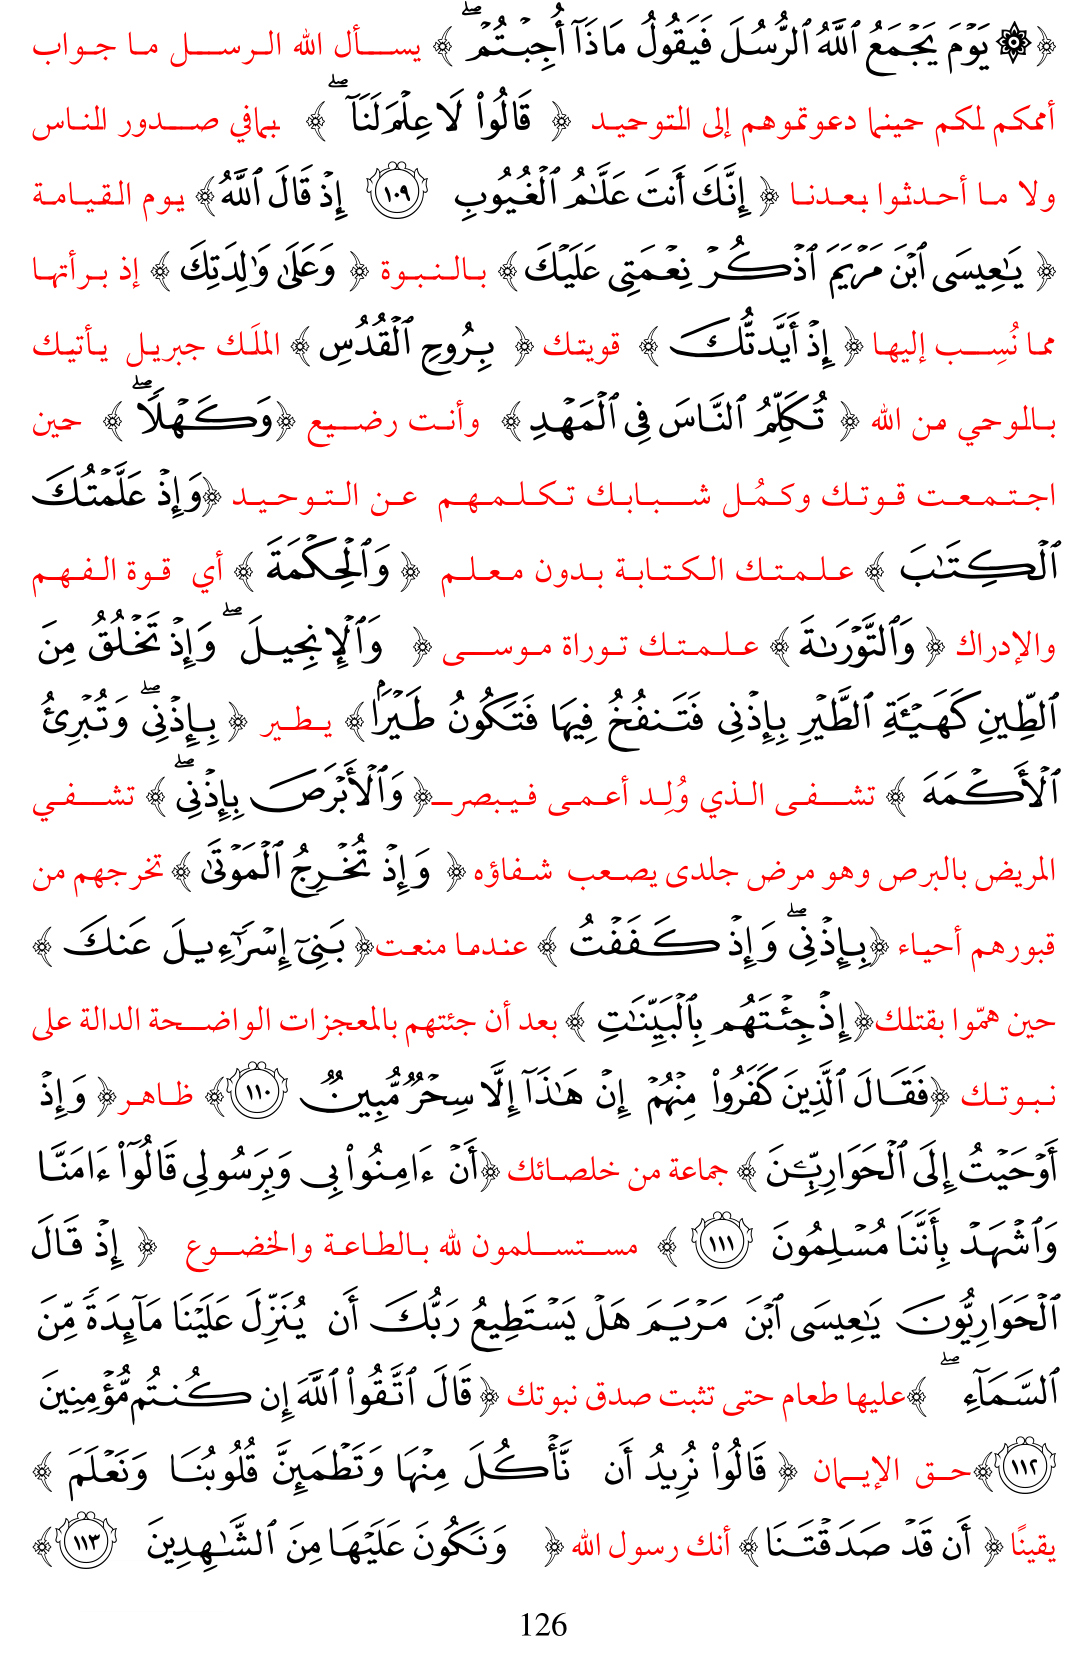 ﴿ ۞ يَوْمَ يَجْمَعُ ٱللَّهُ ٱلرُّسُلَ فَيَقُولُ مَاذَآ أُجِبْتُمْ ۖ ﴾ يســأل الله الرســل ما جواب
أممكم لمكم حينما دعوتموهم إلى التوحيد ﴿ قَالُوا۟ لَا عِلْمَ لَنَآ ۖ ﴾ بمافي صدور الناس
ولا ما أحدثوا بعدنا ﴿ إِنَّكَ أَنتَ عَلَّٰمُ ٱلْغُيُوبِ ١٠٩ إِذْ قَالَ ٱللَّهُ﴾ يوم القيامة
﴿ يَٰعِيسَى ٱبْنَ مَرْيَمَ ٱذْكُرْ نِعْمَتِى عَلَيْكَ﴾ بالنبوة ﴿ وَعَلَىٰ وَٰلِدَتِكَ ﴾ إذ برأتها
مما نُسِب إليها ﴿ إِذْ أَيَّدتُّكَ ﴾ قويتك ﴿ بِرُوحِ ٱلْقُدُسِ ﴾ الملَك جبريل يأتيك
بالموحي من الله ﴿ تُكَلِّمُ ٱلنَّاسَ فِى ٱلْمَهْدِ ﴾ وأنت رضيع ﴿وَكَهْلًا ۖ ﴾ حين
اجتمعت قوتك وكمُل شبابك تكلمهم عن التوحيد ﴿وَإِذْ عَلَّمْتُكَ
ٱلْكِتَٰبَ ﴾ علمتك الكتابة بدون معلم ﴿ وَٱلْحِكْمَةَ ﴾ أي قوة الفهم
والإدراك ﴿ وَٱلتَّوْرَىٰةَ ﴾ علمتك توراة موسى ﴿ وَٱلْإِنجِيلَ ۖ وَإِذْ تَخْلُقُ مِنَ
ٱلطِّينِ كَهَيْـَٔةِ ٱلطَّيْرِ بِإِذْنِى فَتَنفُخُ فِيهَا فَتَكُونُ طَيْرًۢا ﴾ يطير ﴿ بِإِذْنِى ۖ وَتُبْرِئُ
ٱلْأَكْمَهَ ﴾ تشفى الذي وُلِد أعمى فيبصر ﴿ وَٱلْأَبْرَصَ بِإِذْنِى ۖ ﴾ تشفي
المريض بالبرص وهو مرض جلدى يصعب شفاؤه ﴿ وَإِذْ تُخْرِجُ ٱلْمَوْتَىٰ ﴾ تخرجهم من
قبورهم أحياء ﴿بِإِذْنِى ۖ وَإِذْ كَفَفْتُ ﴾ عندما منعت ﴿ بَنِىٓ إِسْرَٰٓءِيلَ عَنكَ ﴾
حين همّوا بقتلك ﴿ إِذْ جِئْتَهُم بِٱلْبَيِّنَٰتِ ﴾ بعد أن جئتهم بالمعجزات الواضحة الدالة على
نبوتك ﴿فَقَالَ ٱلَّذِينَ كَفَرُوا۟ مِنْهُمْ إِنْ هَٰذَآ إِلَّا سِحْرٌ مُّبِينٌ ١١٠ ﴾ ظاهر ﴿ وَإِذْ
أَوْحَيْتُ إِلَى ٱلْحَوَارِيِّـۧنَ ﴾ جماعة من خلصائك ﴿أَنْ ءَامِنُوا۟ بِى وَبِرَسُولِى قَالُوٓا۟ ءَامَنَّا
وَٱشْهَدْ بِأَنَّنَا مُسْلِمُونَ ١١١ ﴾ مستسلمون لله بالطاعة والخضوع ﴿ إِذْ قَالَ
ٱلْحَوَارِيُّونَ يَٰعِيسَى ٱبْنَ مَرْيَمَ هَلْ يَسْتَطِيعُ رَبُّكَ أَن يُنَزِّلَ عَلَيْنَا مَآئِدَةً مِّنَ
ٱلسَّمَآءِ ۖ ﴾عليها طعام حتى تثبت صدق نبوتك ﴿ قَالَ ٱتَّقُوا۟ ٱللَّهَ إِن كُنتُم مُّؤْمِنِينَ
١١٢ ﴾حق الإيمان ﴿ قَالُوا۟ نُرِيدُ أَن نَّأْكُلَ مِنْهَا وَتَطْمَئِنَّ قُلُوبُنَا وَنَعْلَمَ ﴾
يقينًا ﴿ أَن قَدْ صَدَقْتَنَا ﴾ أنك رسول الله ﴿ وَنَكُونَ عَلَيْهَا مِنَ ٱلشَّٰهِدِينَ ١١٣ ﴾
126